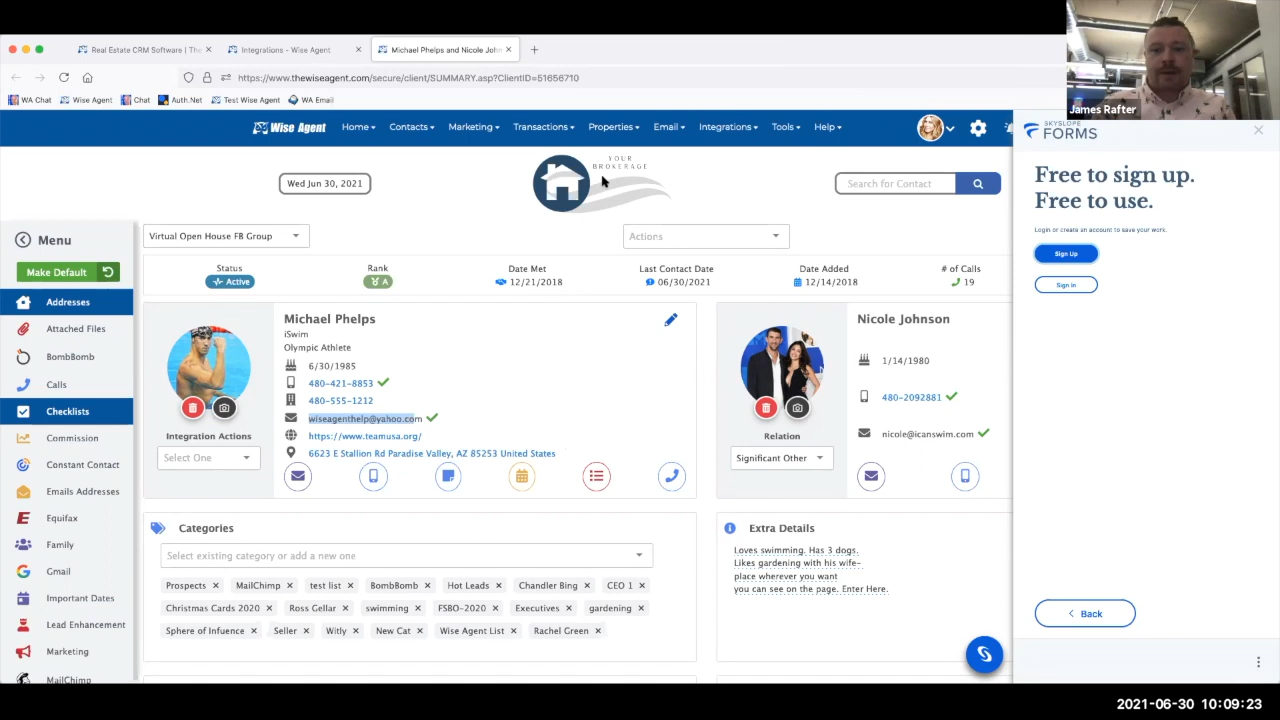 Real Estate CRM Software | The
Integrations - Wise Agent
Michael Phelps and Nicole John
https://www.thewiseagent.com/secure/client/SUMMARY.asp?ClientID=51656710
WA Chat
Wise Agent
Chat
Auth.Net
Test Wise Agent
WA Email
James Rafter
Wise Agent
Home
Contacts
Marketing
Transactions
Properties
Email
Integrations
Tools
Help
Wed Jun 30, 2021
YOUR
BROKERAGE
Search for Contact
Menu
Make Default
Addresses
Attached Files
BombBomb
Calls
Checklists
Commission
Constant Contact
Emails Addresses
Equifax
Family
Gmail
Important Dates
Lead Enhancement
Marketing
MailChimp
Virtual Open House FB Group
Actions
Status
Active
Rank
A
Date Met
12/21/2018
Last Contact Date
06/30/2021
Date Added
12/14/2018
# of Calls
19
Michael Phelps
iSwim
Olympic Athlete
6/30/1985
480-421-8853
480-555-1212
wiseagenthelp@yahoo.com
https://www.teamusa.org/
6623 E Stallion Rd Paradise Valley, AZ 85253 United States
Integration Actions
Select One
Nicole Johnson
1/14/1980
480-2092881
nicole@icanswim.com
Relation
Significant Other
Categories
Select existing category or add a new one
Prospects × MailChimp × test list × BombBomb × Hot Leads × Chandler Bing × CEO 1 ×
Christmas Cards 2020 × Ross Gellar × swimming × FSBO-2020 × Executives × gardening ×
Sphere of Infuence × Seller × Witly × New Cat × Wise Agent List × Rachel Green ×
Extra Details
Loves swimming. Has 3 dogs.
Likes gardening with his wife-
place wherever you want
you can see on the page. Enter Here.
SKYSLOPE
FORMS
Free to sign up.
Free to use.
Login or create an account to save your work.
Sign Up
Sign in
Back
2021-06-30 10:09:23